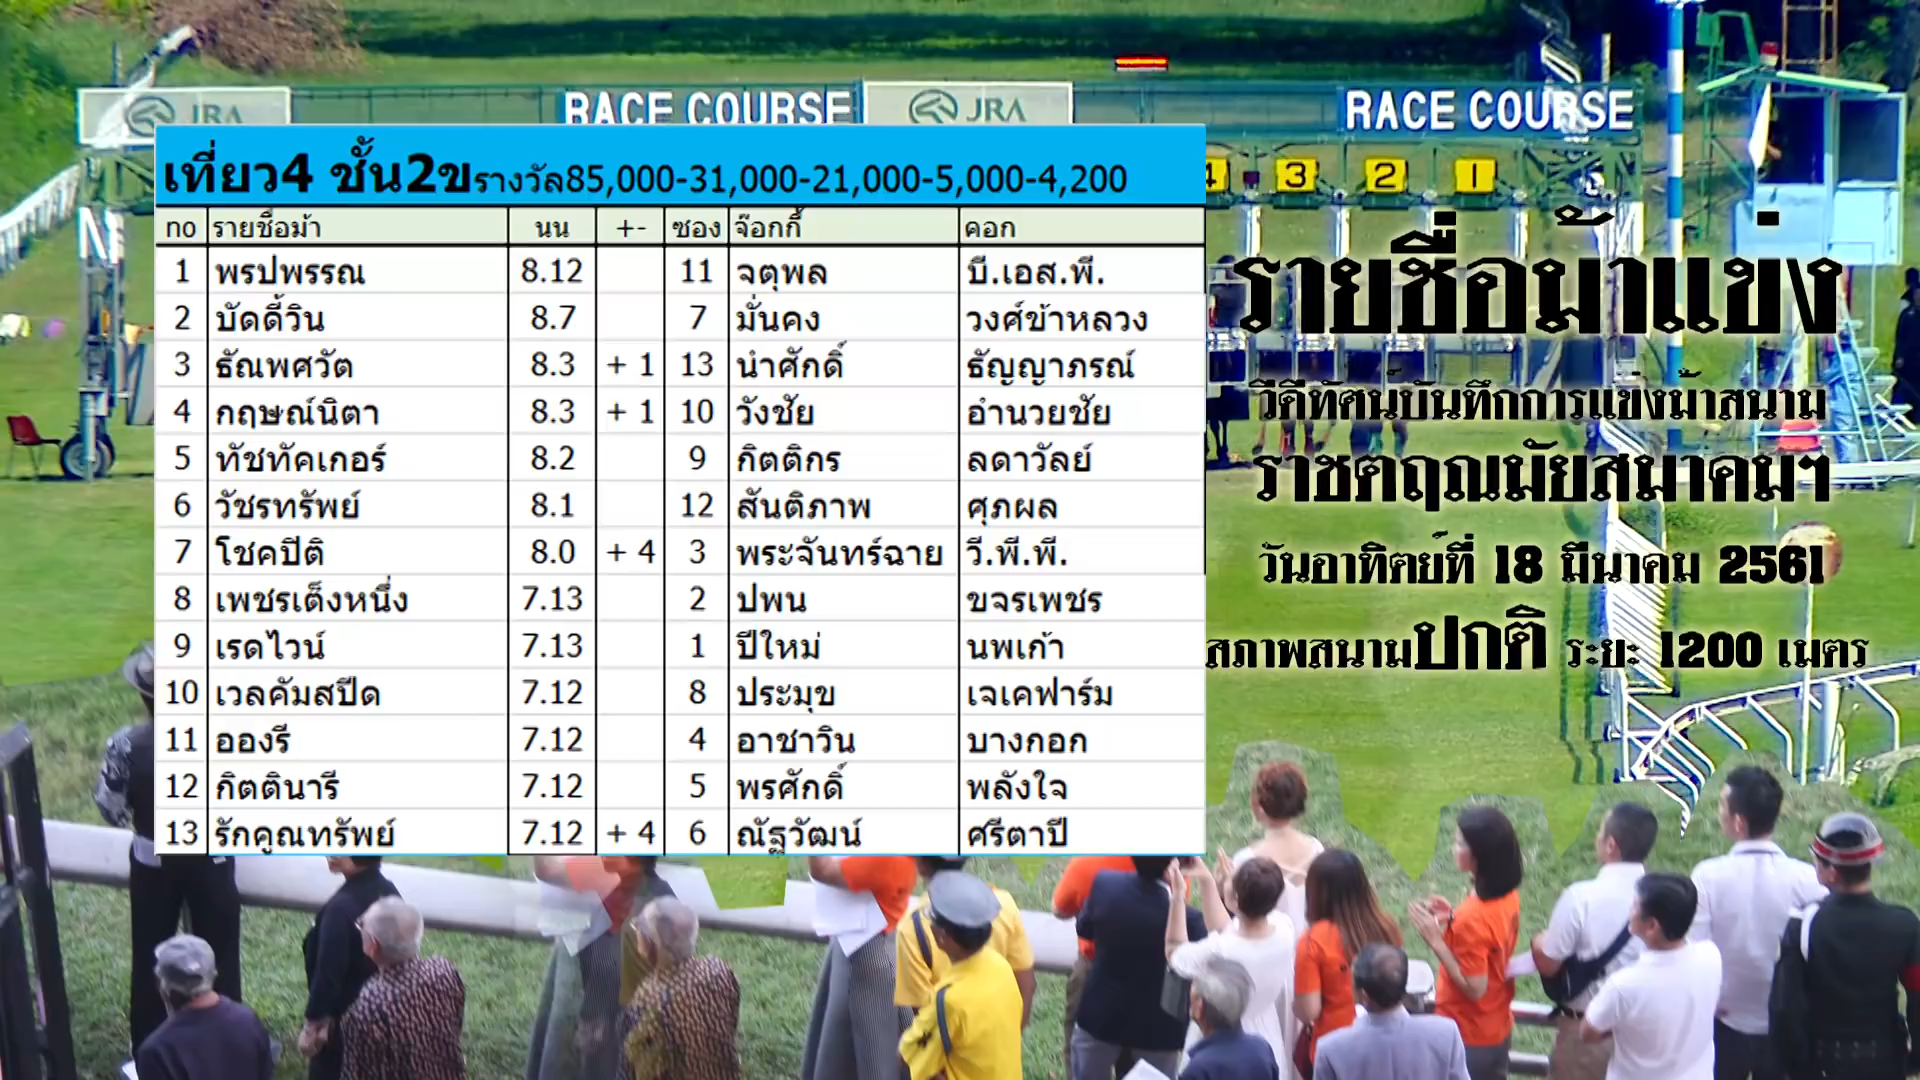 JRA
RACE COURSE
JRA
RACE COURSE
4 3 2 1
เที่ยว4 ชั้น2ขรางวัล85,000-31,000-21,000-5,000-4,200
no รายชื่อม้า นน +- ซอง จ๊อกกี้ คอก
1 พรปพรรณ 8.12 11 จตุพล บี.เอส.พี.
2 บัดดี้วิน 8.7 7 มั่นคง วงศ์ข้าหลวง
3 ธัณพศวัต 8.3 + 1 13 นำศักดิ์ ธัญญาภรณ์
4 กฤษณ์นิตา 8.3 + 1 10 วังชัย อำนวยชัย
5 ทัชทัคเกอร์ 8.2 9 กิตติกร ลดาวัลย์
6 วัชรทรัพย์ 8.1 12 สันติภาพ ศุภผล
7 โชคปิติ 8.0 + 4 3 พระจันทร์ฉาย วี.พี.พี.
8 เพชรเต็งหนึ่ง 7.13 2 ปพน ขจรเพชร
9 เรดไวน์ 7.13 1 ปีใหม่ นพเก้า
10 เวลคัมสปีด 7.12 8 ประมุข เจเคฟาร์ม
11 อองรี 7.12 4 อาชาวิน บางกอก
12 กิตตินารี 7.12 5 พรศักดิ์ พลังใจ
13 รักคูณทรัพย์ 7.12 + 4 6 ณัฐวัฒน์ ศรีตาปี
รายชื่อม้าแข่ง
วีดีทัศน์บันทึกการแข่งม้าสนาม
ราชตฤณมัยสมาคมฯ
วันอาทิตย์ที่ 18 มีนาคม 2561
สภาพสนามปกติ ระยะ 1200 เมตร